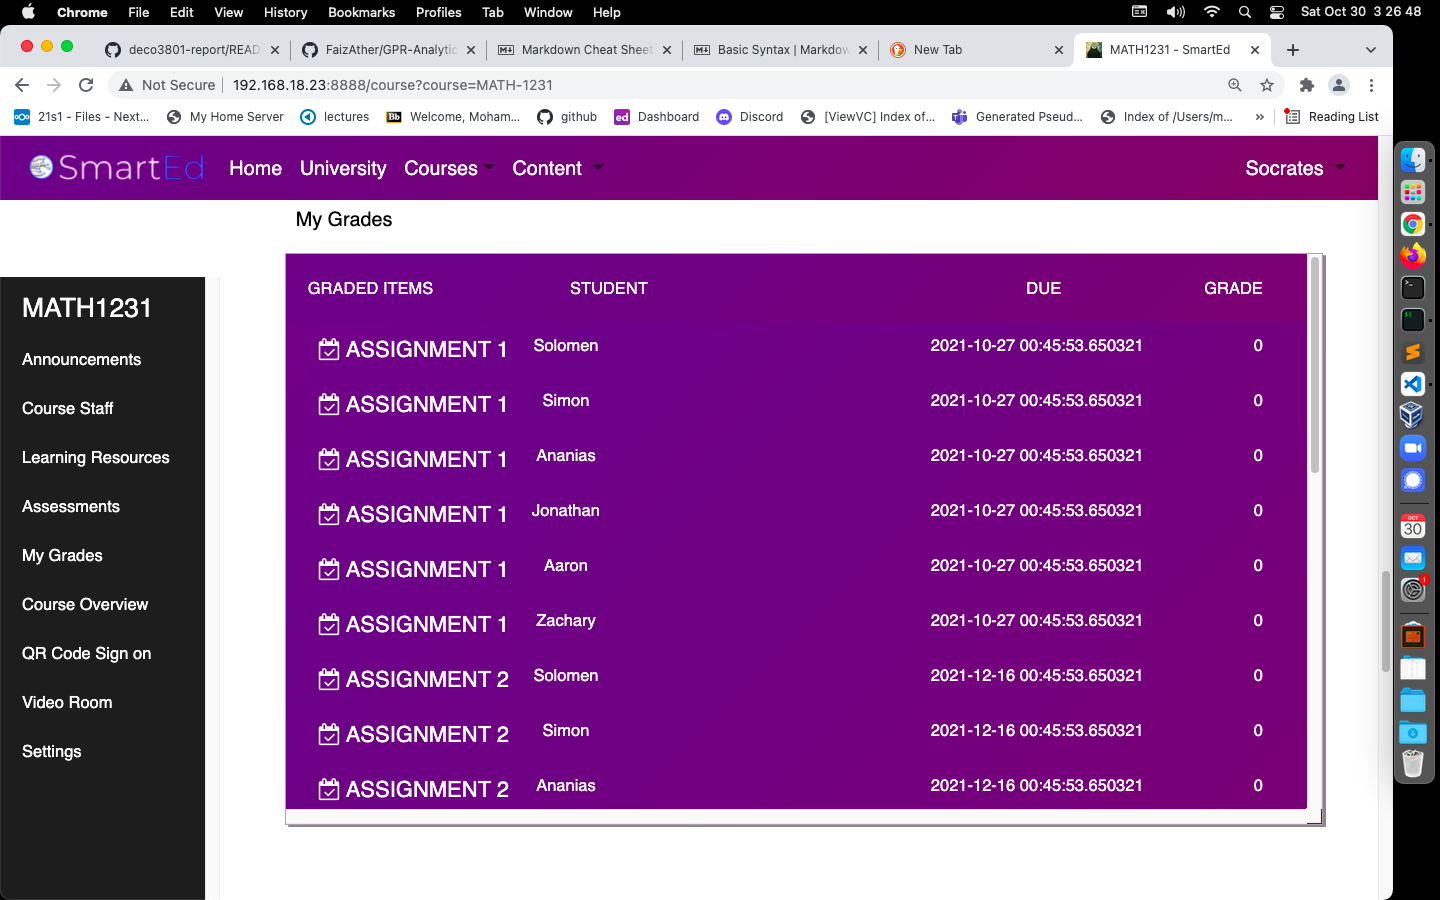 Chrome File Edit View History Bookmarks Profiles Tab Window Help Sat Oct 30 3 26 48
deco3801-report/READ FaizAther/GPR-Analytic Markdown Cheat Sheet Basic Syntax | Markdow New Tab MATH1231 - SmartEd
Not Secure 192.168.18.23:8888/course?course=MATH-1231
21s1 - Files - Next... My Home Server lectures Bb Welcome, Moham... github ed Dashboard Discord [ViewVC] Index of... Generated Pseud... Index of /Users/m... » Reading List
SmartEd Home University Courses Content Socrates
My Grades
MATH1231
Announcements
Course Staff
Learning Resources
Assessments
My Grades
Course Overview
QR Code Sign on
Video Room
Settings
GRADED ITEMS STUDENT DUE GRADE
ASSIGNMENT 1 Solomen 2021-10-27 00:45:53.650321 0
ASSIGNMENT 1 Simon 2021-10-27 00:45:53.650321 0
ASSIGNMENT 1 Ananias 2021-10-27 00:45:53.650321 0
ASSIGNMENT 1 Jonathan 2021-10-27 00:45:53.650321 0
ASSIGNMENT 1 Aaron 2021-10-27 00:45:53.650321 0
ASSIGNMENT 1 Zachary 2021-10-27 00:45:53.650321 0
ASSIGNMENT 2 Solomen 2021-12-16 00:45:53.650321 0
ASSIGNMENT 2 Simon 2021-12-16 00:45:53.650321 0
ASSIGNMENT 2 Ananias 2021-12-16 00:45:53.650321 0
OCT
30
1